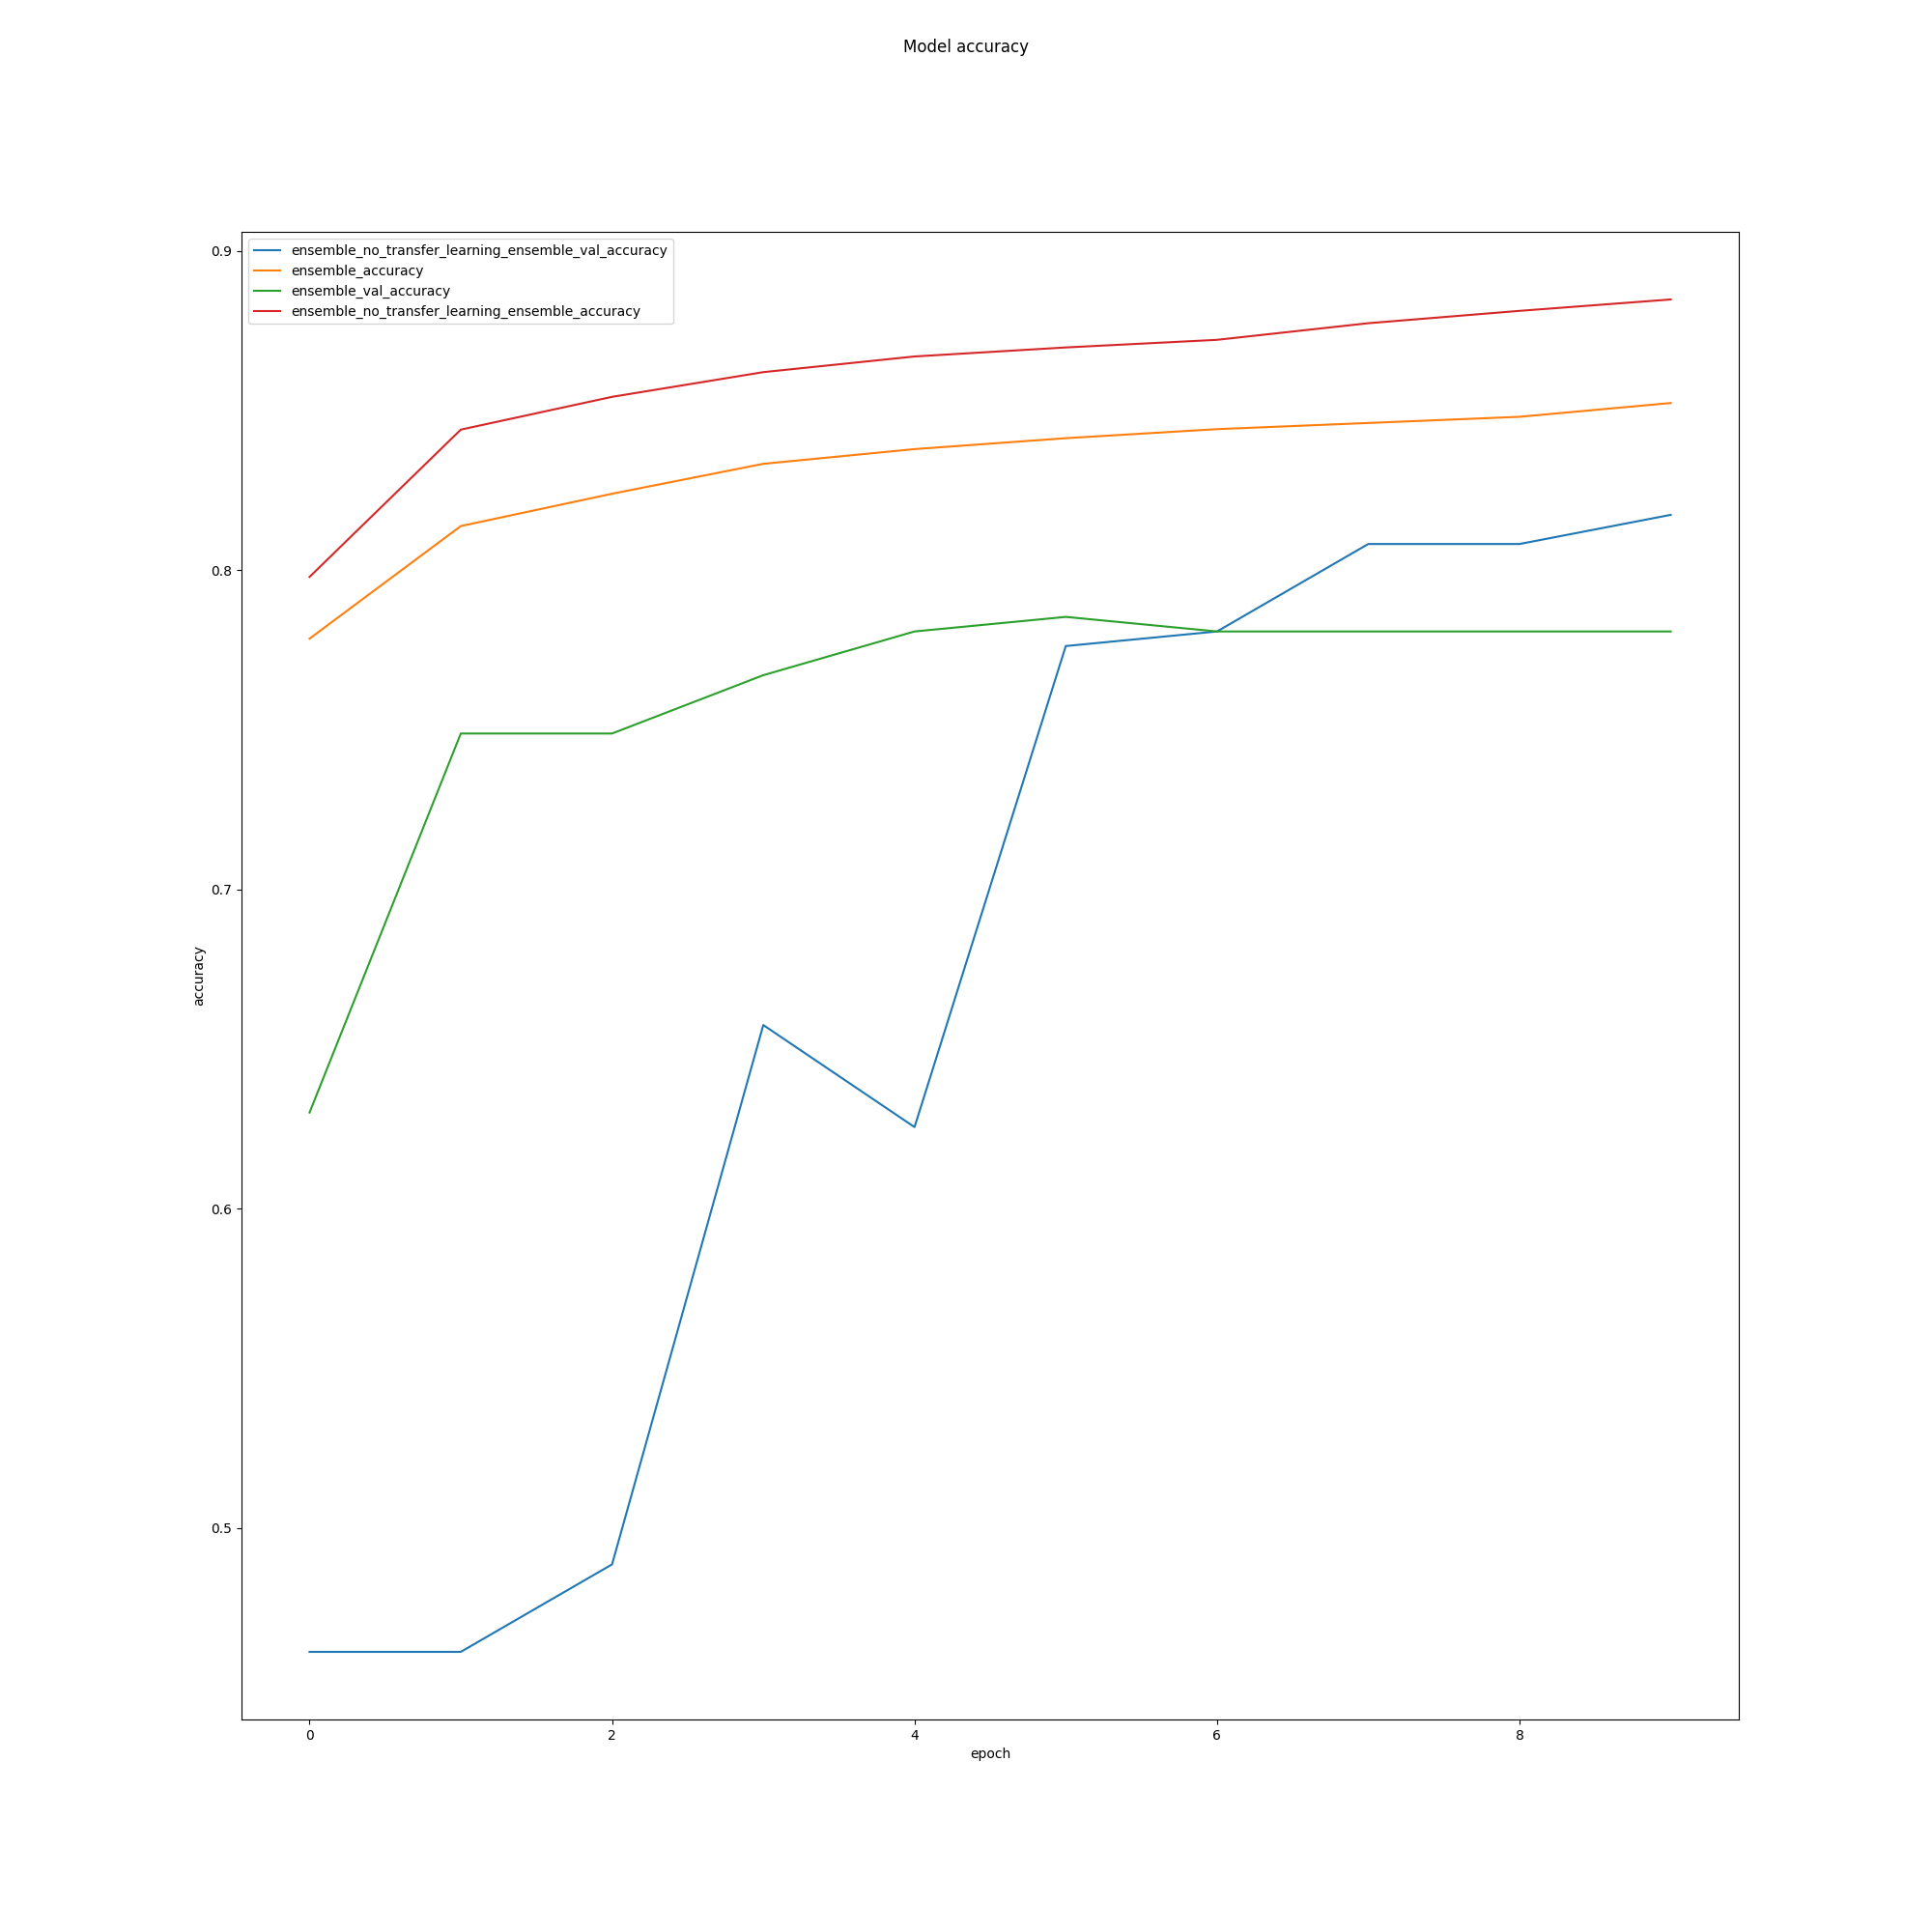 Model accuracy
ensemble_no_transfer_learning_ensemble_val_accuracy
ensemble_accuracy
ensemble_val_accuracy
ensemble_no_transfer_learning_ensemble_accuracy
0.9
0.8
0.7
0.6
0.5
accuracy
0 2 4 6 8
epoch